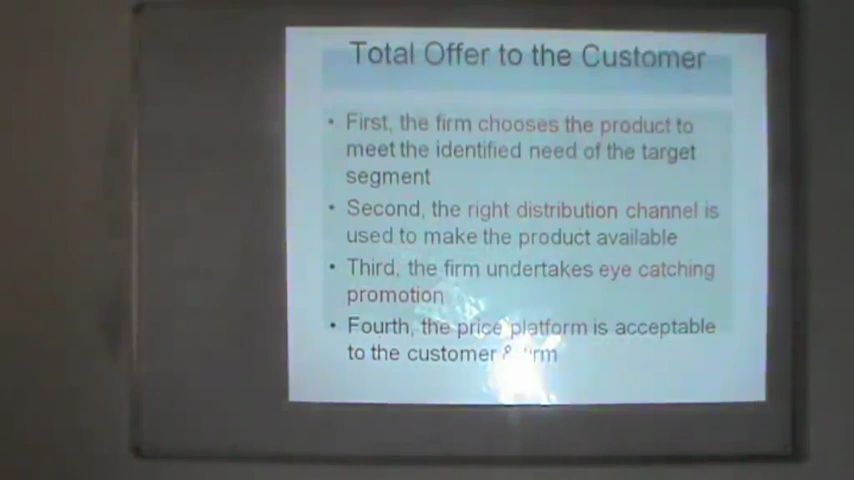 Total Offer to the Customer
• First, the firm chooses the product to
meet the identified need of the target
segment
• Second, the right distribution channel is
used to make the product available
• Third, the firm undertakes eye catching
promotion
• Fourth, the price platform is acceptable
to the customer &